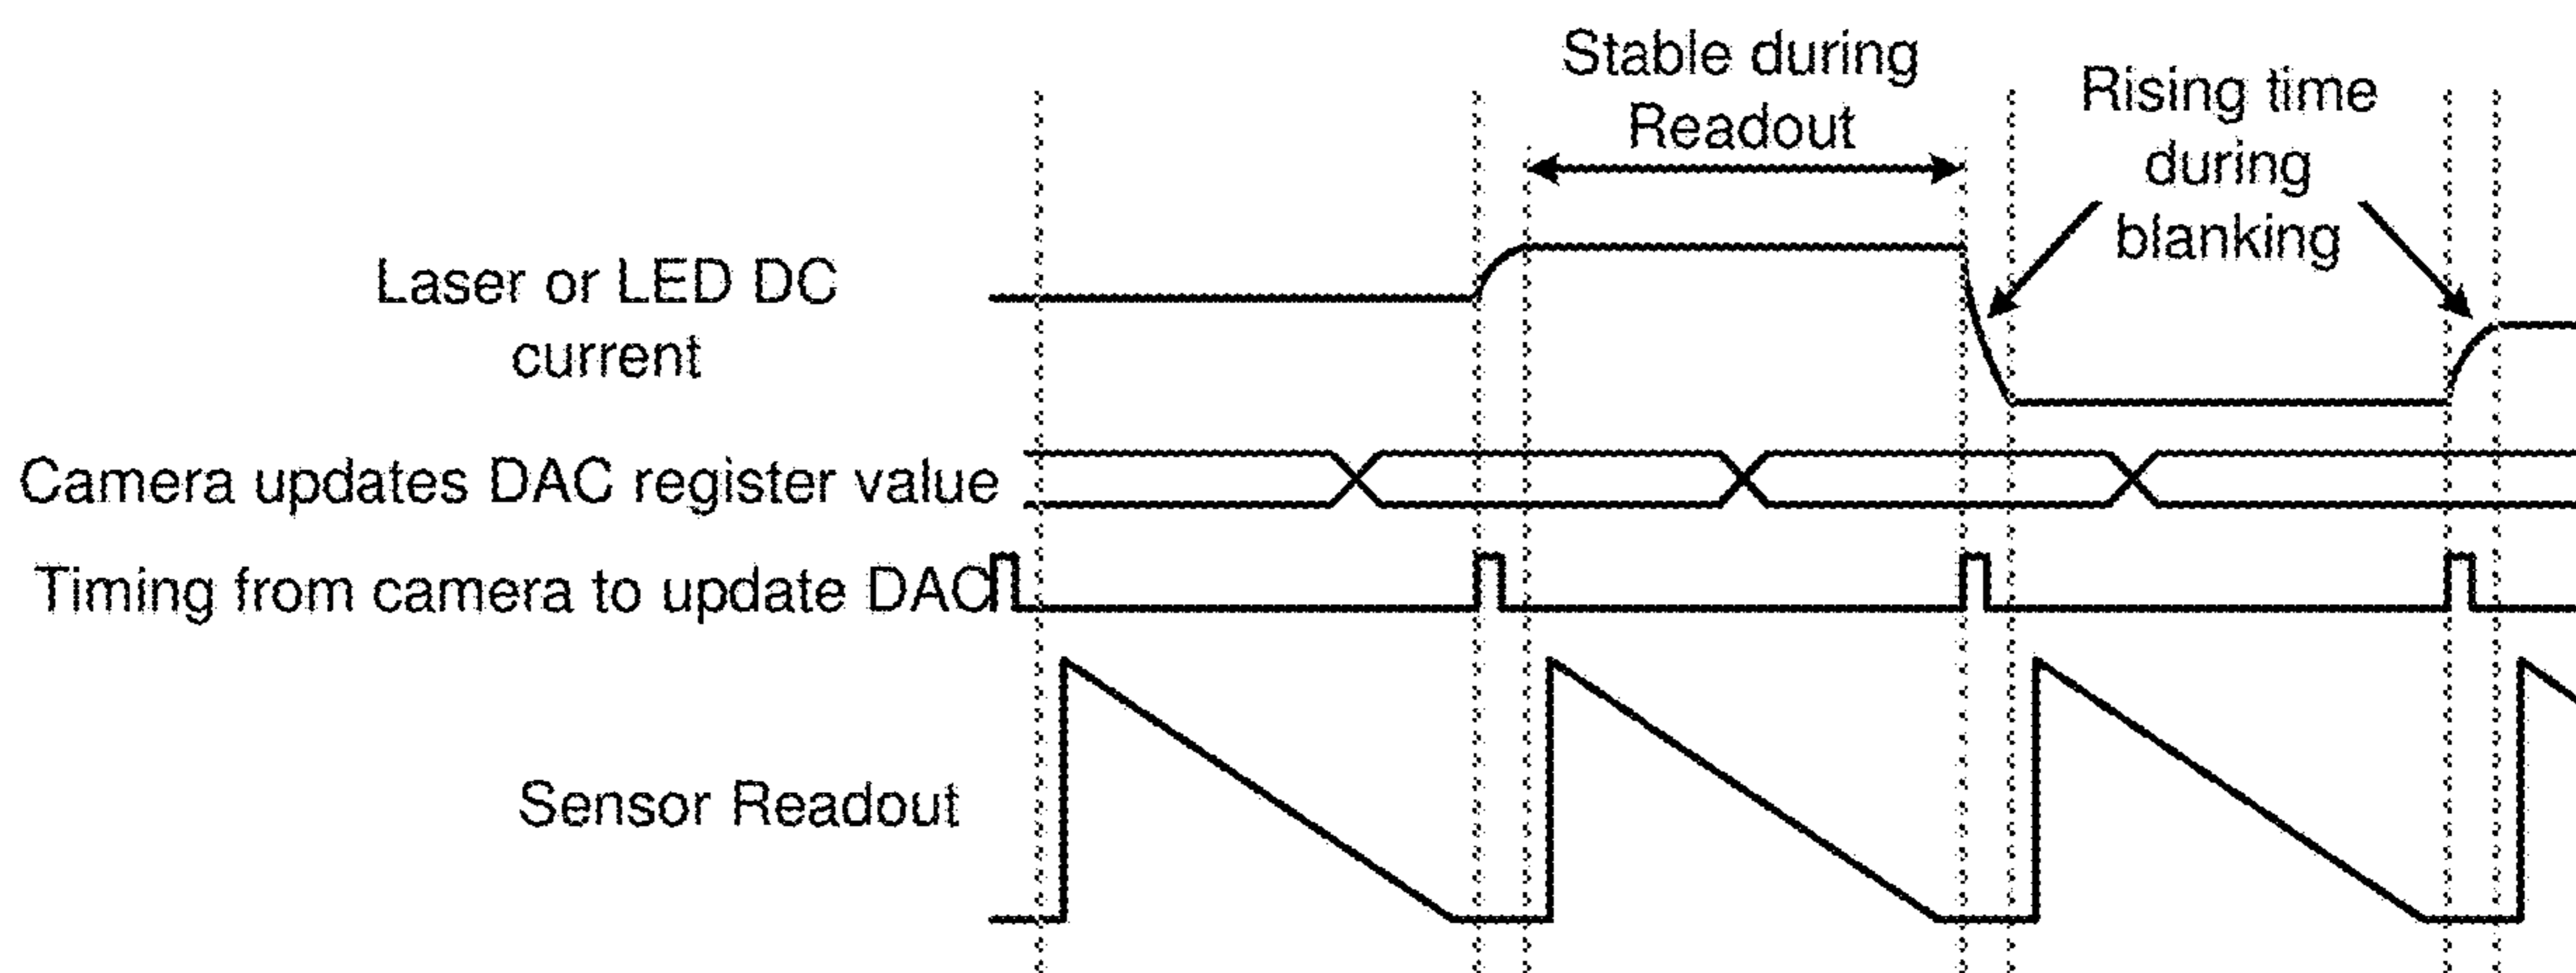 Stable during
Readout
Rising time
during
blanking
Laser or LED DC
current
Camera updates DAC register value
Timing from camera to update DAC
Sensor Readout